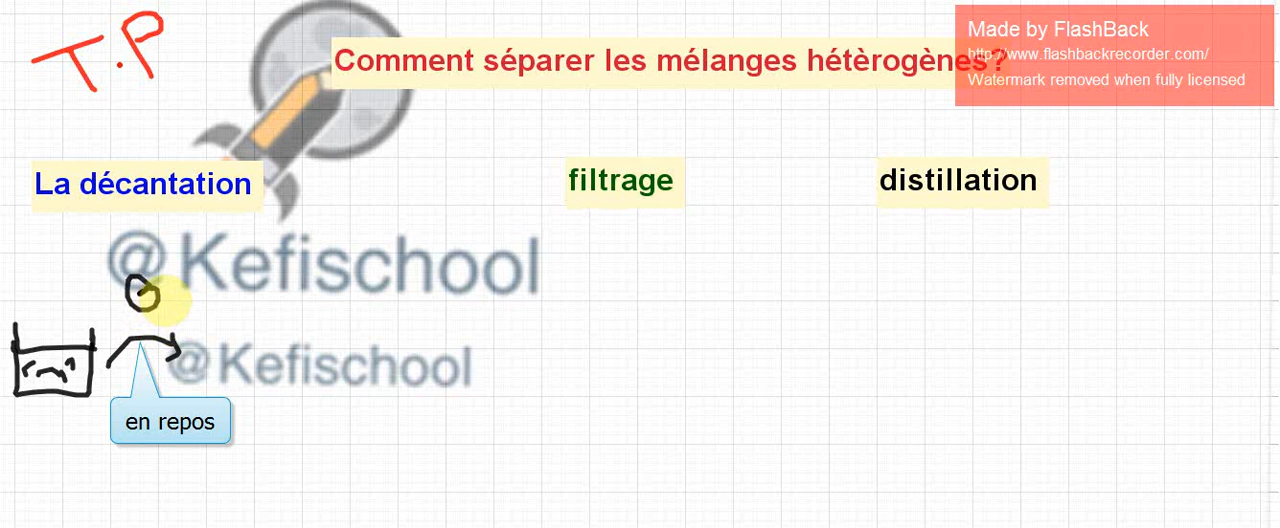 T.P
Comment séparer les mélanges hétèrogènes?
Made by FlashBack
http://www.flashbackrecorder.com/
Watermark removed when fully licensed
La décantation
filtrage
distillation
@Kefischool
@Kefischool
en repos